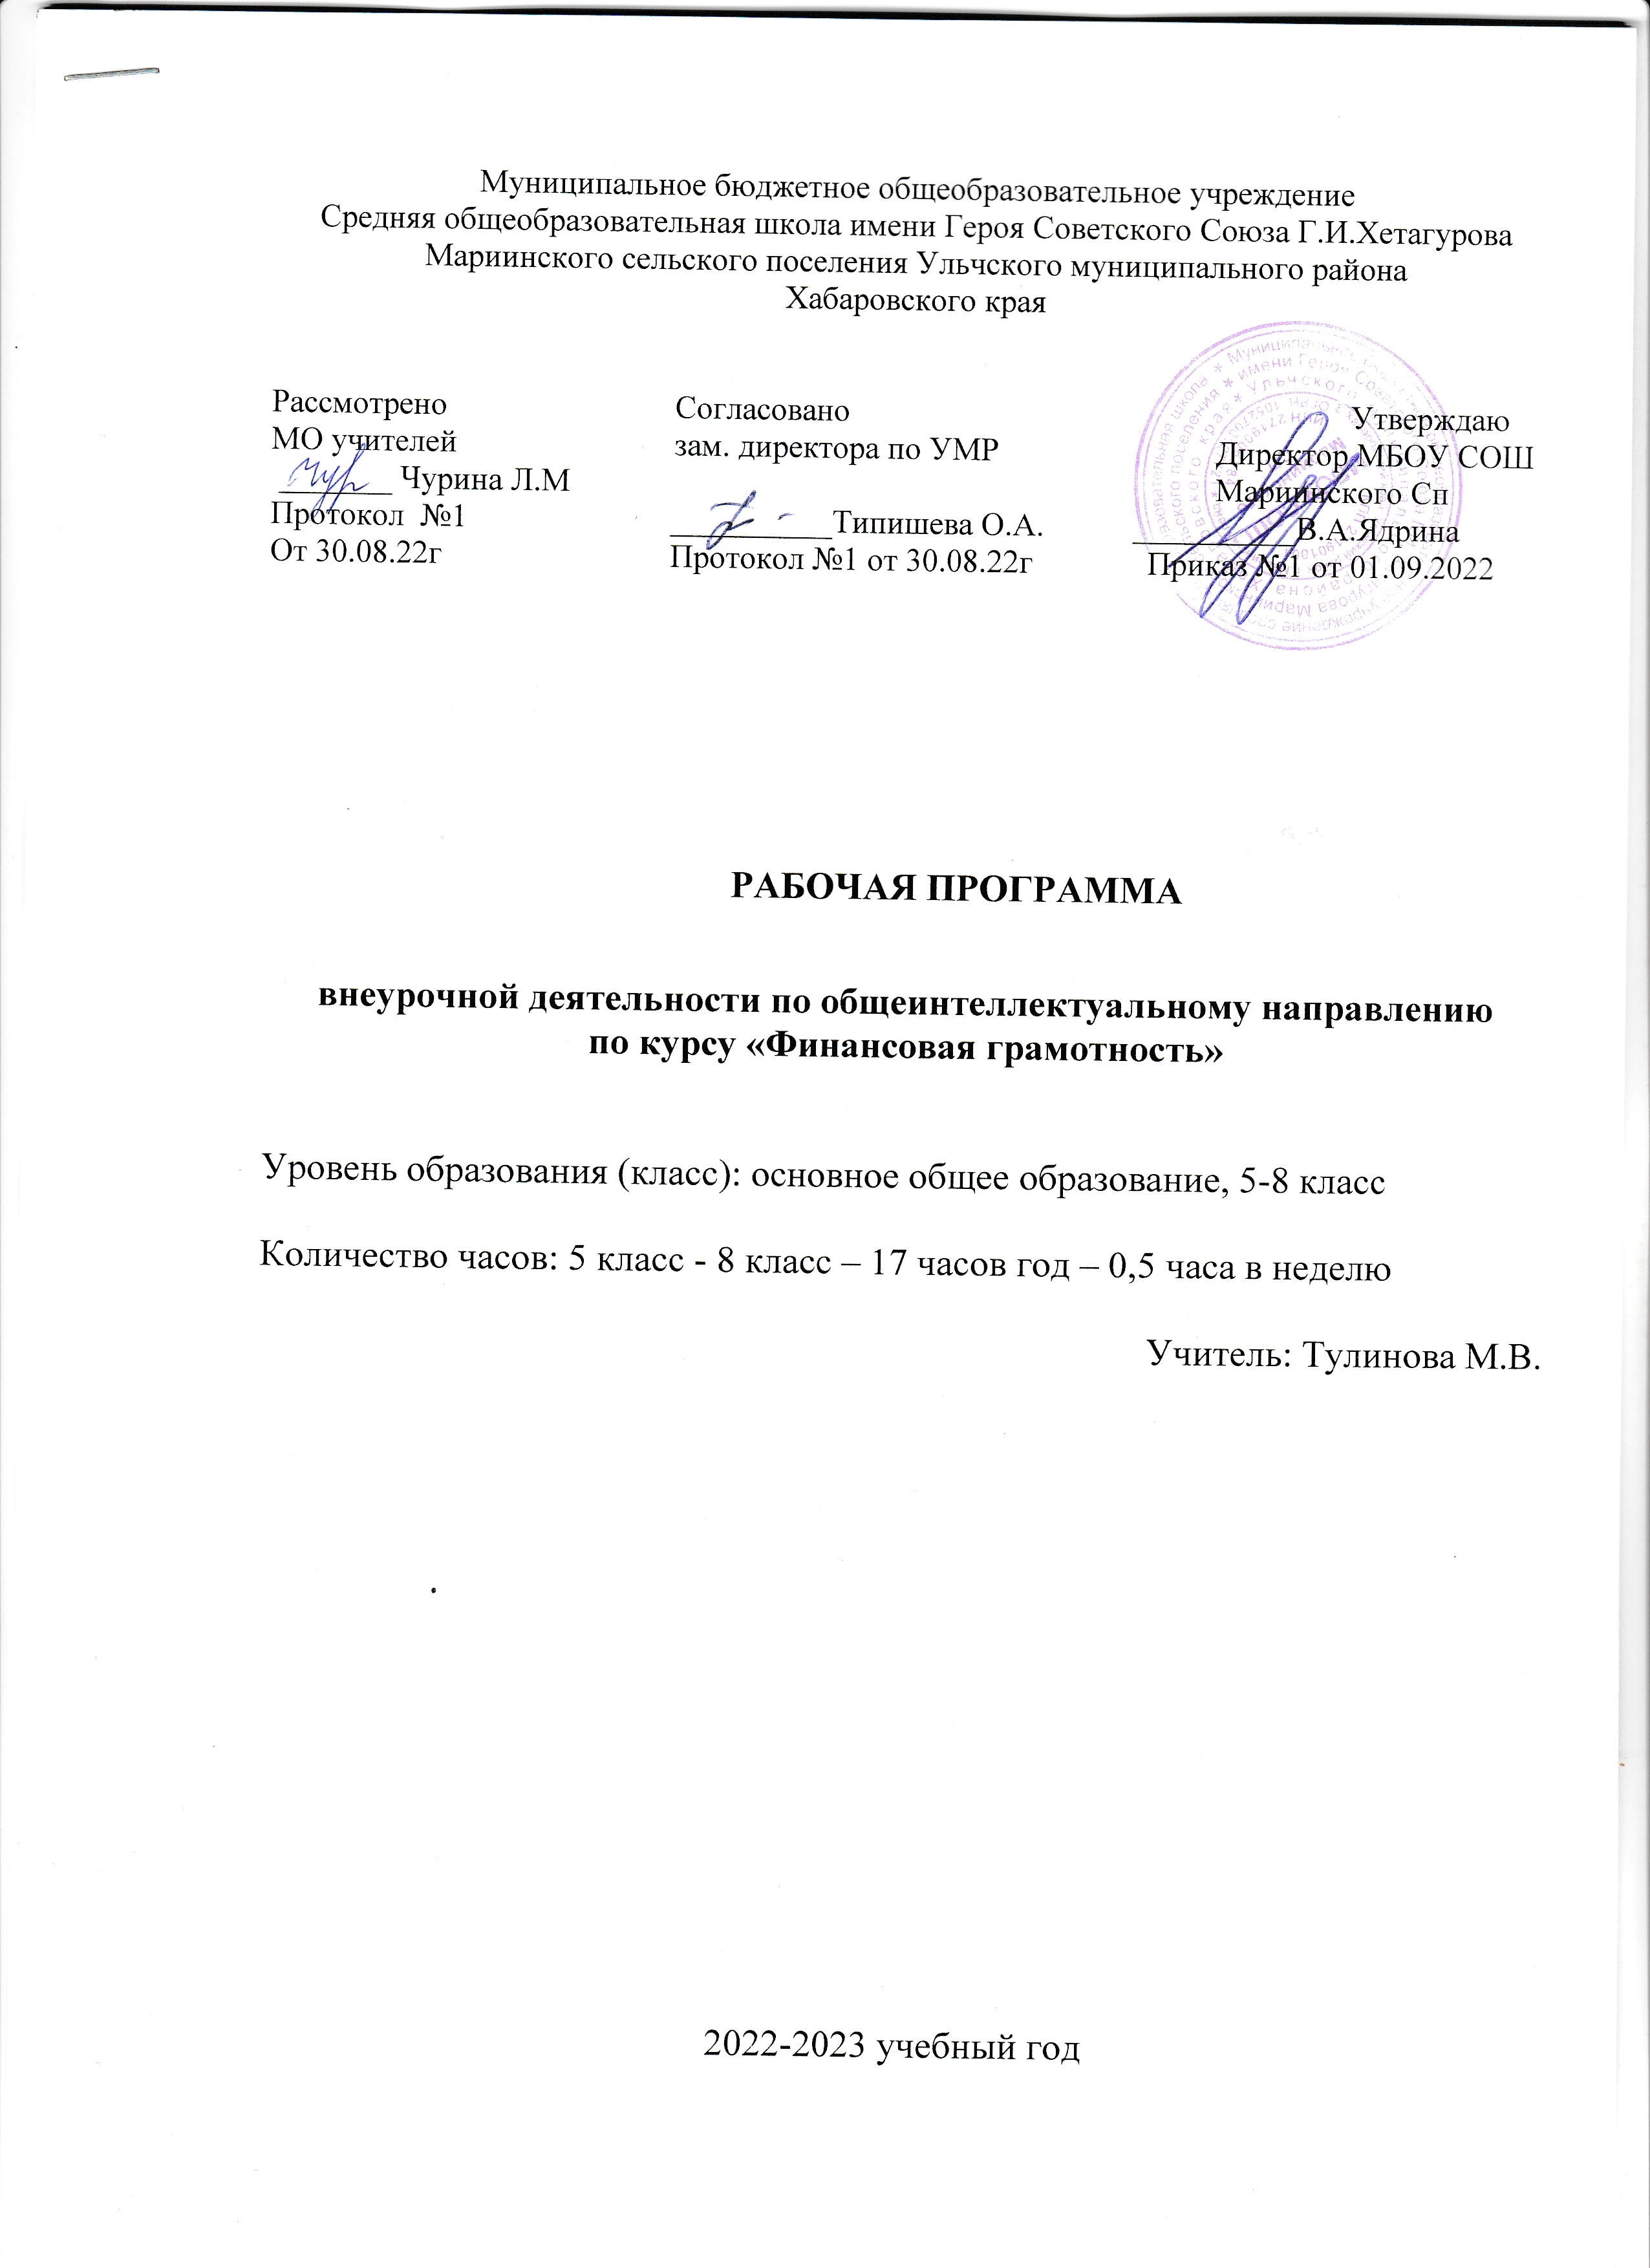 Муниципальное бюджетное общеобразовательное учреждение
Средняя общеобразовательная школа имени Героя Советского Союза Г.И.Хетагурова
Мариинского сельского поселения Ульчского муниципального района
Хабаровского края
Рассмотрено
МО учителей
________ Чурина Л.М
Протокол №1
От 30.08.22г
Согласовано
зам. директора по УМР
___________Типишева О.А.
Протокол №1 от 30.08.22г
Утверждаю
Директор МБОУ СОШ
Мариинского Сп
___________В.А.Ядрина
Приказ №1 от 01.09.2022
РАБОЧАЯ ПРОГРАММА
внеурочной деятельности по общеинтеллектуальному направлению
по курсу «Финансовая грамотность»
Уровень образования (класс): основное общее образование, 5-8 класс
Количество часов: 5 класс - 8 класс – 17 часов год – 0,5 часа в неделю
Учитель: Тулинова М.В.
2022-2023 учебный год